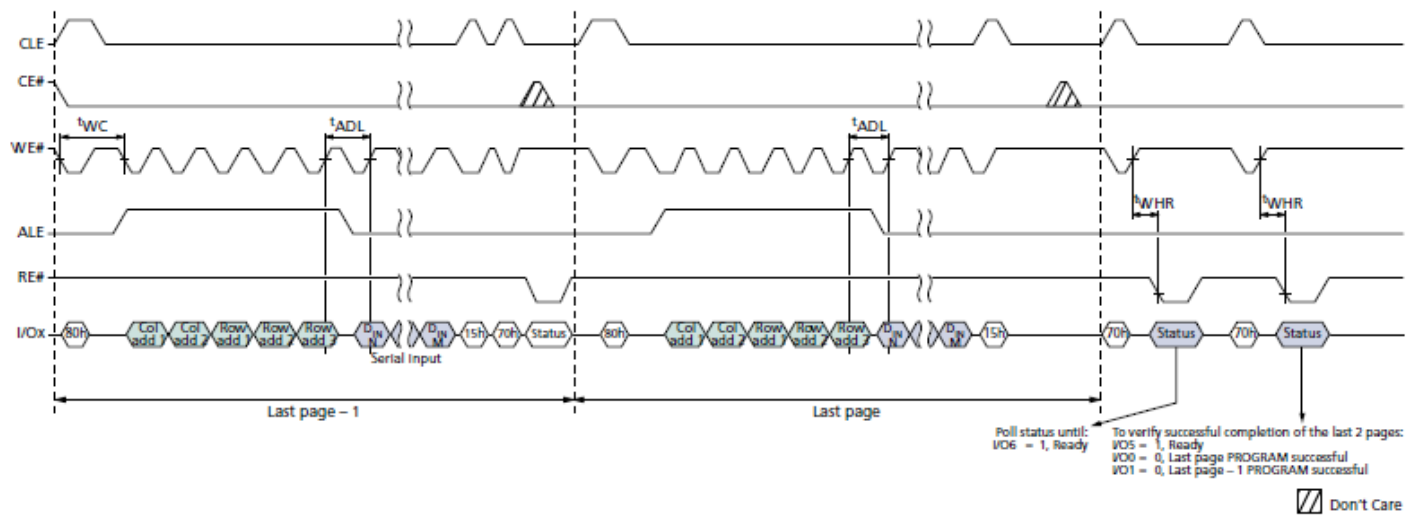 CLE
CE#
tWC
tADL
tADL
WE#
tWHR
tWHR
ALE
RE#
I/Ox
80h
Col add 1
Col add 2
Row add 1
Row add 2
Row add 3
DIN N
DIN M
15h
70h
Status
80h
Col add 1
Col add 2
Row add 1
Row add 2
Row add 3
DIN N
DIN M
15h
70h
Status
70h
Status
Serial input
Last page – 1
Last page
Poll status until:
I/O6 = 1, Ready
To verify successful completion of the last 2 pages:
I/O5 = 1, Ready
I/O0 = 0, Last page PROGRAM successful
I/O1 = 0, Last page – 1 PROGRAM successful
Don't Care